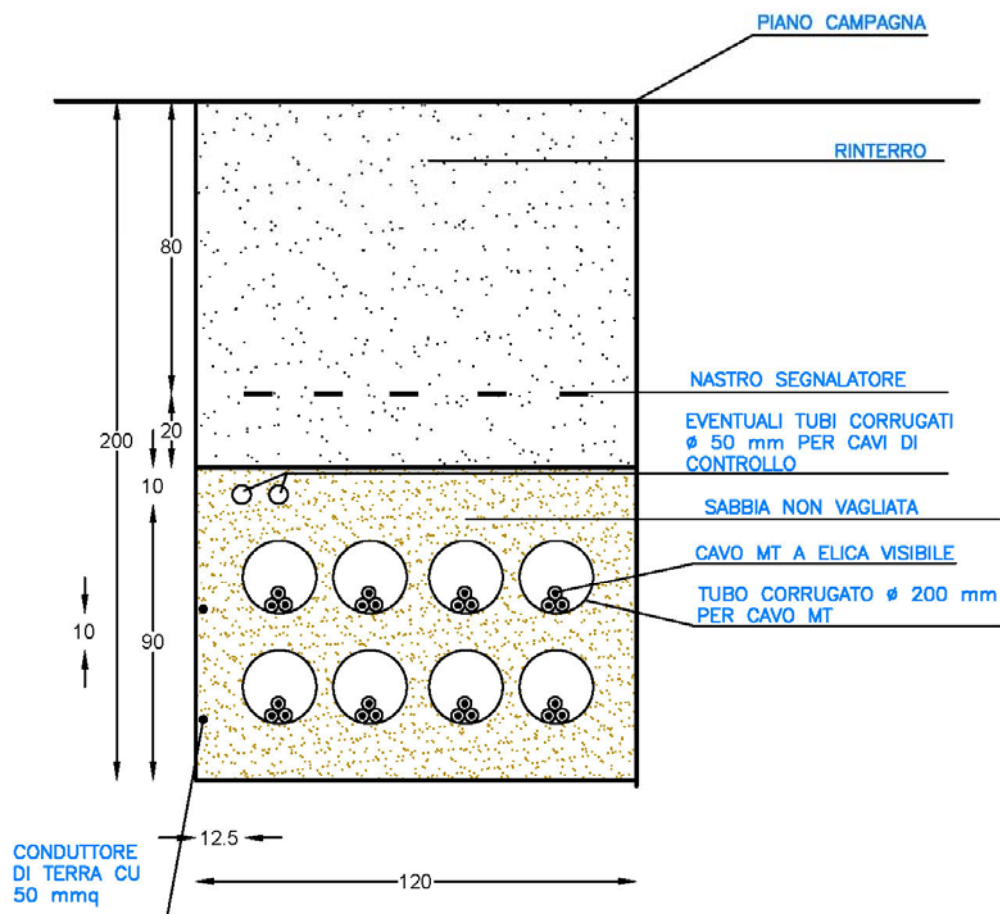 PIANO CAMPAGNA
RINTERRO
80
NASTRO SEGNALATORE
20
200
EVENTUALI TUBI CORRUGATI
ø 50 mm PER CAVI DI
CONTROLLO
10
SABBIA NON VAGLIATA
CAVO MT A ELICA VISIBILE
TUBO CORRUGATO ø 200 mm
PER CAVO MT
10
90
12.5
CONDUTTORE
DI TERRA CU
50 mmq
120